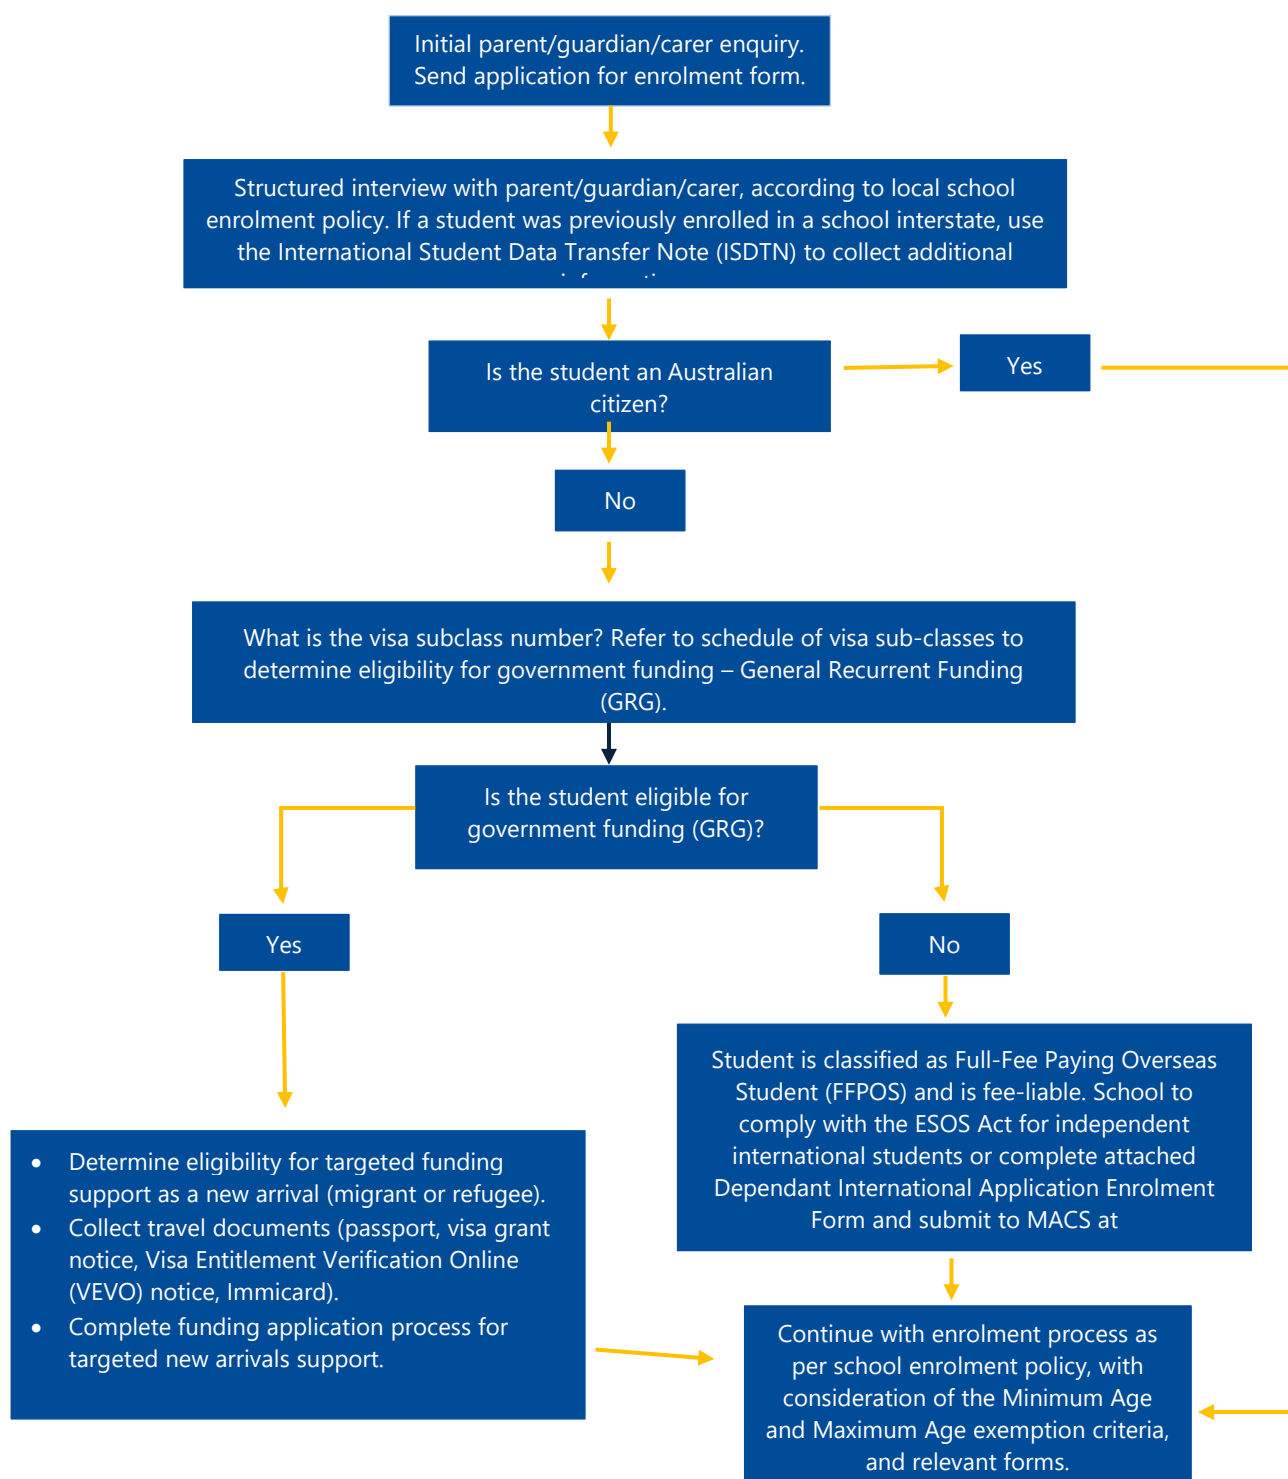 Initial parent/guardian/carer enquiry.
Send application for enrolment form.
Structured interview with parent/guardian/carer, according to local school
enrolment policy. If a student was previously enrolled in a school interstate, use
the International Student Data Transfer Note (ISDTN) to collect additional
Is the student an Australian
citizen?
Yes
No
What is the visa subclass number? Refer to schedule of visa sub-classes to
determine eligibility for government funding – General Recurrent Funding
(GRG).
Is the student eligible for
government funding (GRG)?
Yes
No
Student is classified as Full-Fee Paying Overseas
Student (FFPOS) and is fee-liable. School to
comply with the ESOS Act for independent
international students or complete attached
Dependant International Application Enrolment
Form and submit to MACS at
• Determine eligibility for targeted funding
support as a new arrival (migrant or refugee).
• Collect travel documents (passport, visa grant
notice, Visa Entitlement Verification Online
(VEVO) notice, Immicard).
• Complete funding application process for
targeted new arrivals support.
Continue with enrolment process as
per school enrolment policy, with
consideration of the Minimum Age
and Maximum Age exemption criteria,
and relevant forms.